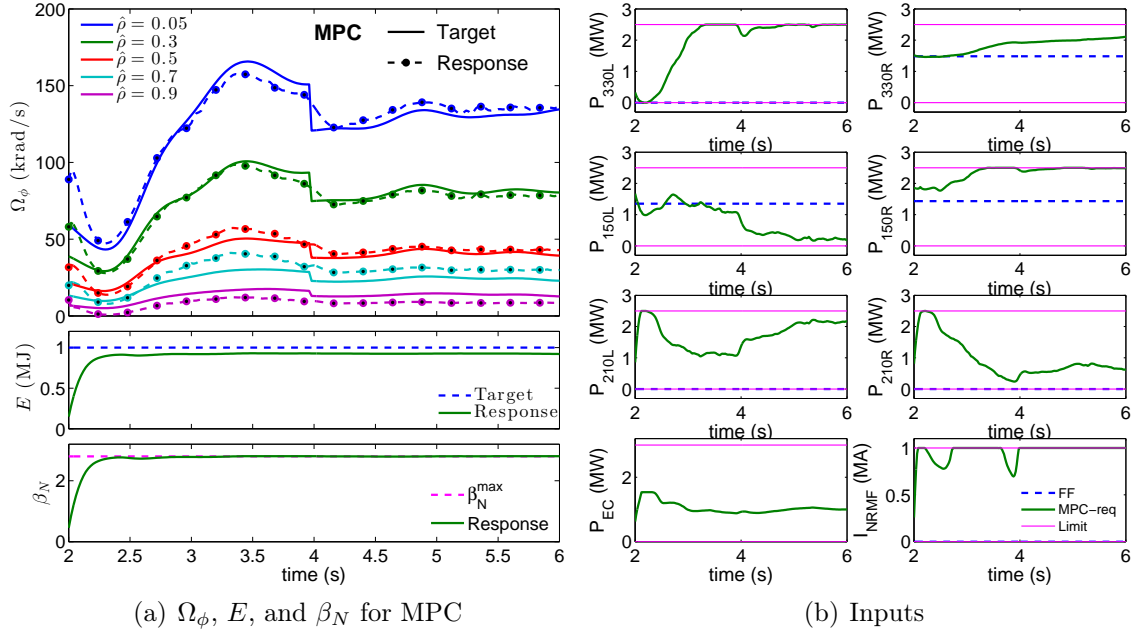 200
150
100
50
0
Ω_ϕ (krad/s)
ρ̂ = 0.05
ρ̂ = 0.3
ρ̂ = 0.5
ρ̂ = 0.7
ρ̂ = 0.9
MPC
Target
Response
1
0.5
0
E (MJ)
Target
Response
2
0
β_N
β_N^max
Response
2 2.5 3 3.5 4 4.5 5 5.5 6
time (s)
(a) Ω_ϕ, E, and β_N for MPC
3
2
1
0
P_330L (MW)
2 4 6
time (s)
3
2
1
0
P_330R (MW)
2 4 6
time (s)
3
2
1
0
P_150L (MW)
2 4 6
time (s)
3
2
1
0
P_150R (MW)
2 4 6
time (s)
3
2
1
0
P_210L (MW)
2 4 6
time (s)
3
2
1
0
P_210R (MW)
2 4 6
time (s)
2
0
P_EC (MW)
2 4 6
time (s)
1
0.5
0
I_NRMF (MA)
FF
MPC-req
Limit
2 4 6
time (s)
(b) Inputs